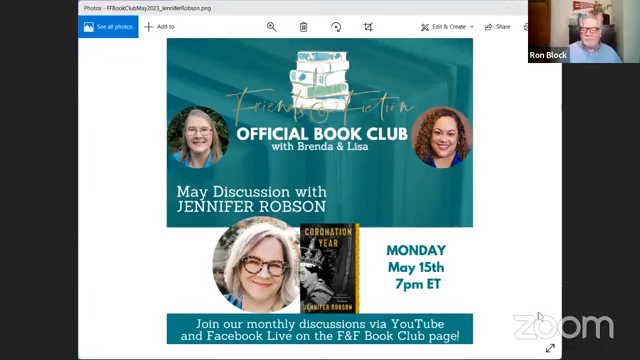 Photos - FFBookClubMay2023_JenniferRobson.png
See all photos
Add to
Edit & Create
Share
Ron Block
Friends & Fiction
OFFICIAL BOOK CLUB
with Brenda & Lisa
May Discussion with
JENNIFER ROBSON
CORONATION
YEAR
JENNIFER ROBSON
MONDAY
May 15th
7pm ET
Join our monthly discussions via YouTube
and Facebook Live on the F&F Book Club page!
zoom